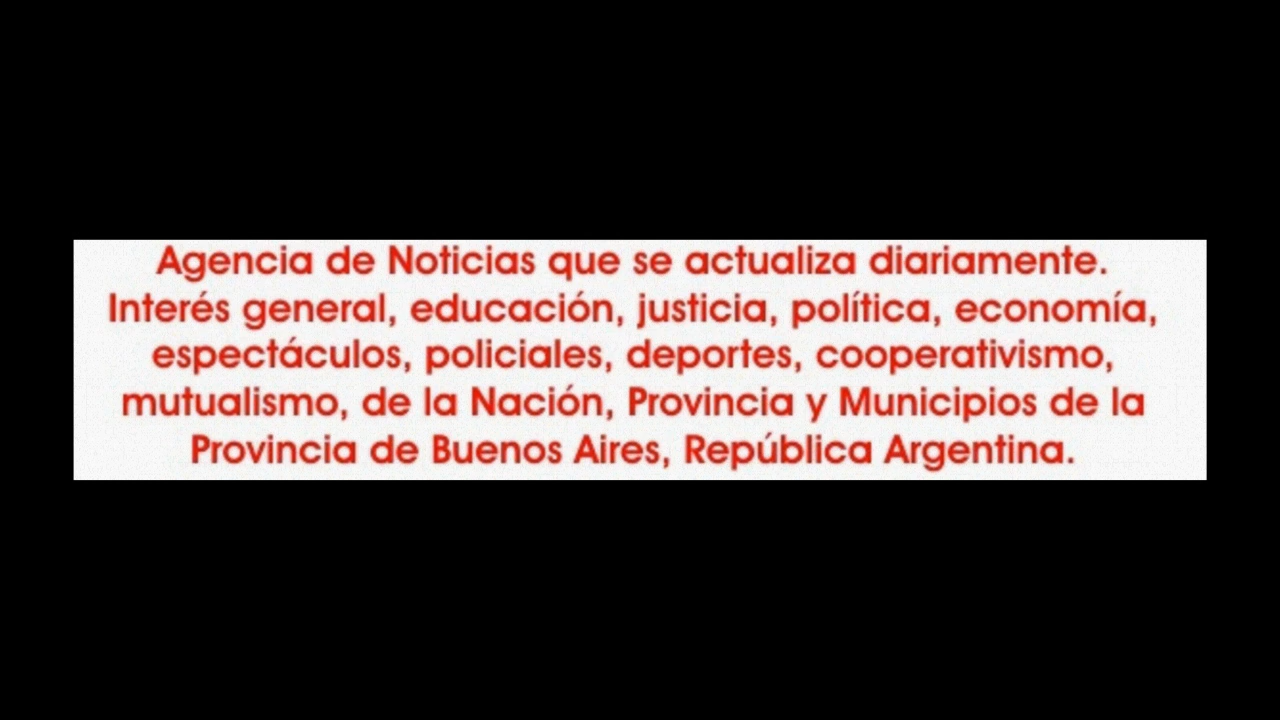 Agencia de Noticias que se actualiza diariamente.
Interés general, educación, justicia, política, economía,
espectáculos, policiales, deportes, cooperativismo,
mutualismo, de la Nación, Provincia y Municipios de la
Provincia de Buenos Aires, República Argentina.